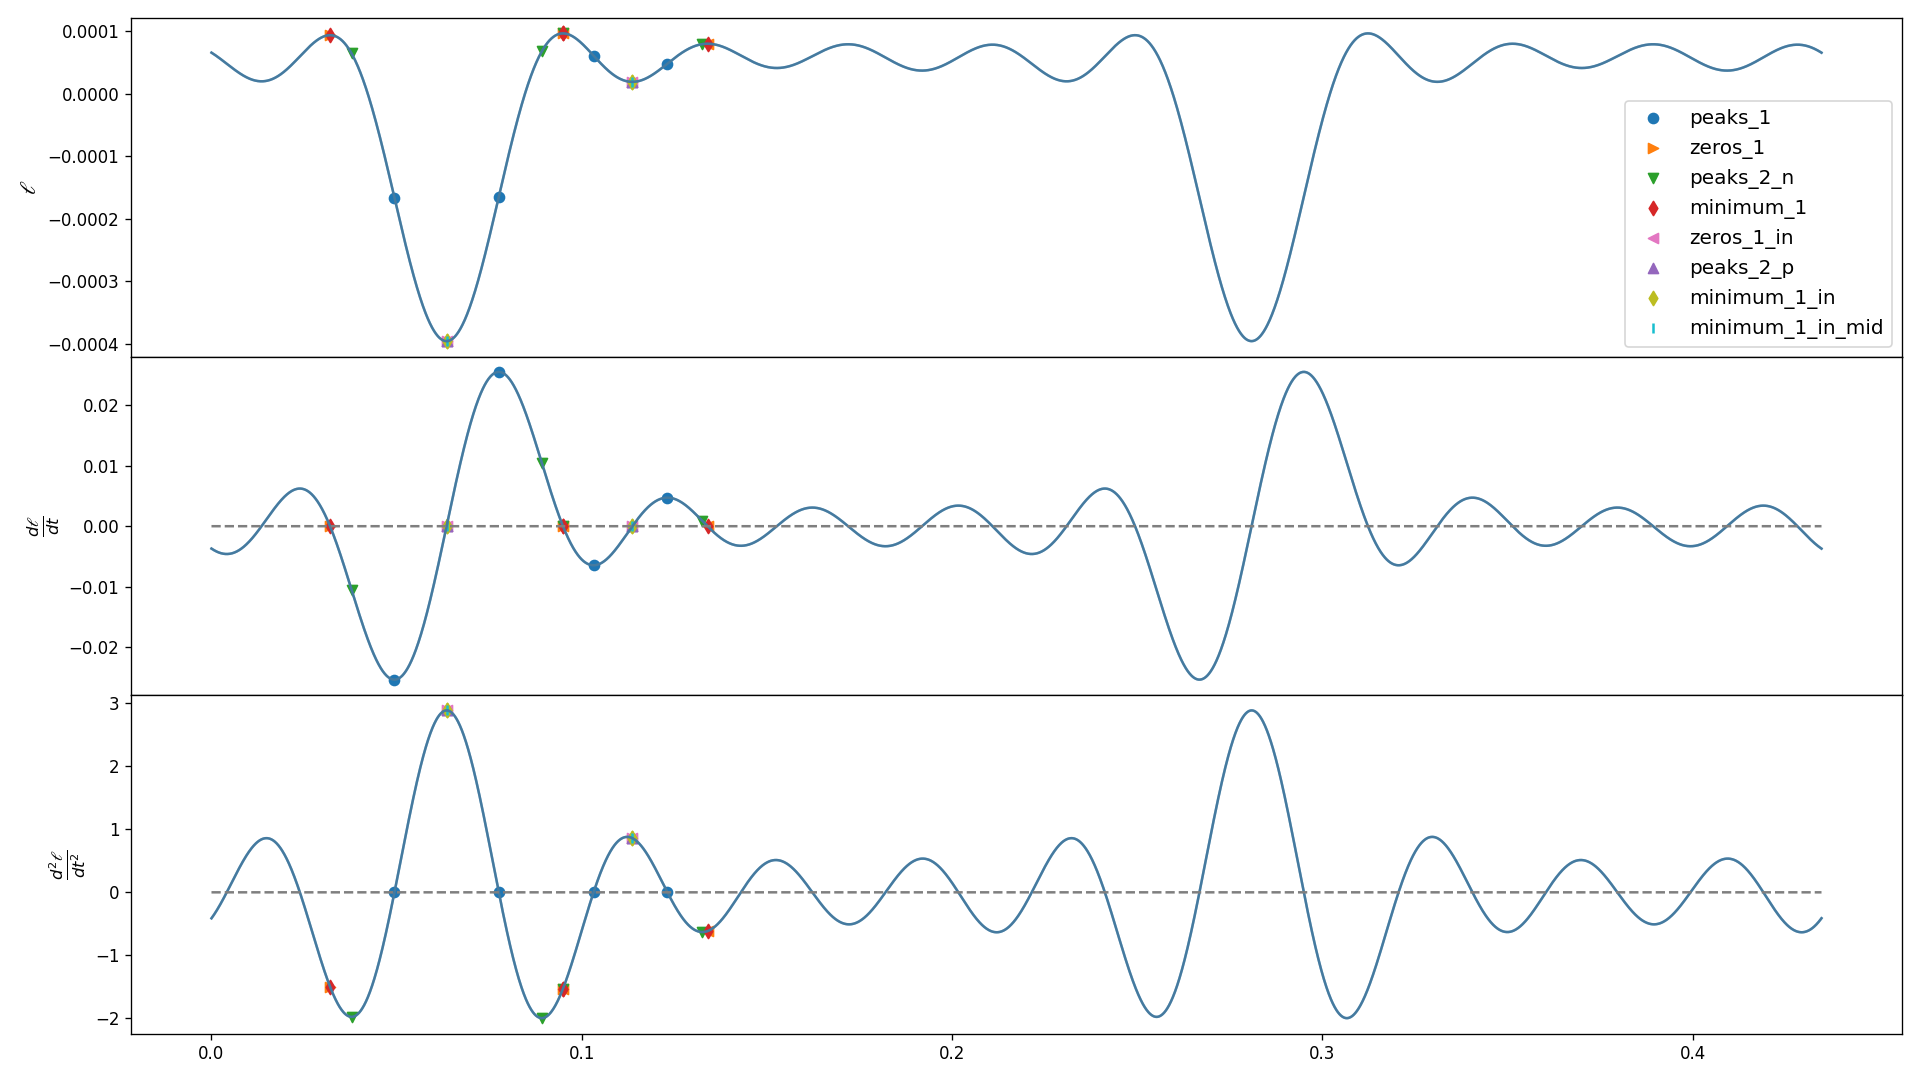 0.0001
0.0000
−0.0001
−0.0002
−0.0003
−0.0004
ℓ
peaks_1
zeros_1
peaks_2_n
minimum_1
zeros_1_in
peaks_2_p
minimum_1_in
minimum_1_in_mid
0.02
0.01
0.00
−0.01
−0.02
dℓ
dt
3
2
1
0
−1
−2
d²ℓ
dt²
0.0 0.1 0.2 0.3 0.4